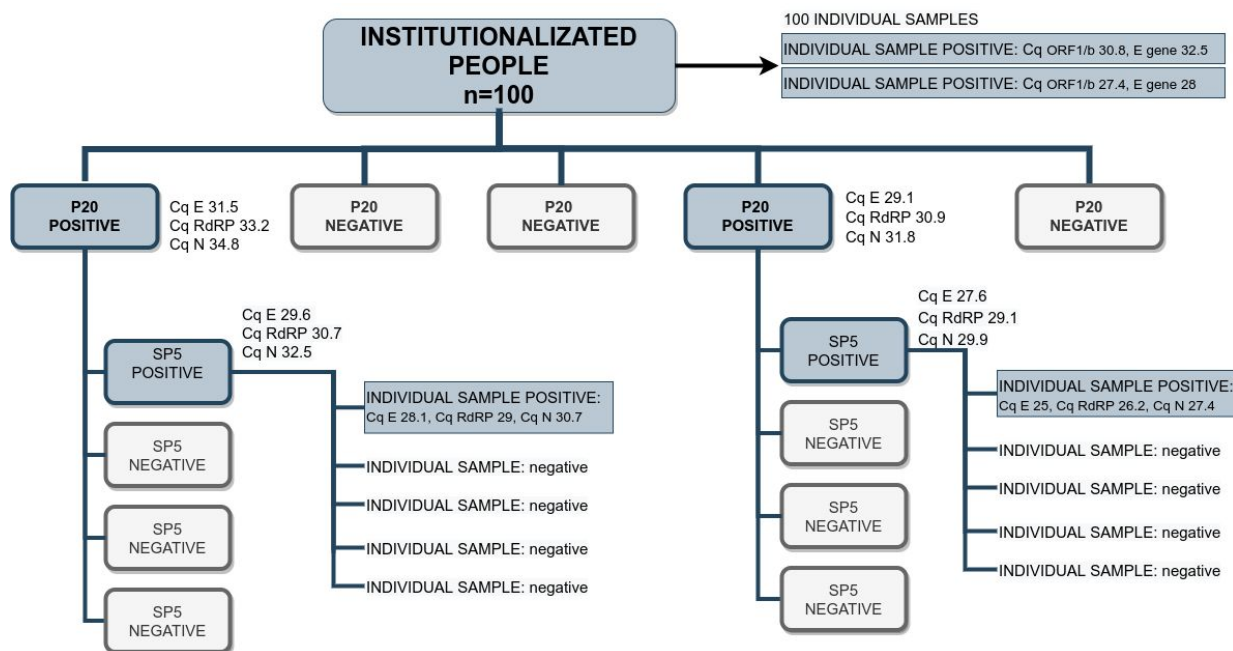 INSTITUTIONALIZATED
PEOPLE
n=100
100 INDIVIDUAL SAMPLES
INDIVIDUAL SAMPLE POSITIVE: Cq ORF1/b 30.8, E gene 32.5
INDIVIDUAL SAMPLE POSITIVE: Cq ORF1/b 27.4, E gene 28
P20
POSITIVE
Cq E 31.5
Cq RdRP 33.2
Cq N 34.8
P20
NEGATIVE
P20
NEGATIVE
P20
POSITIVE
Cq E 29.1
Cq RdRP 30.9
Cq N 31.8
P20
NEGATIVE
SP5
POSITIVE
Cq E 29.6
Cq RdRP 30.7
Cq N 32.5
INDIVIDUAL SAMPLE POSITIVE:
Cq E 28.1, Cq RdRP 29, Cq N 30.7
INDIVIDUAL SAMPLE: negative
INDIVIDUAL SAMPLE: negative
INDIVIDUAL SAMPLE: negative
INDIVIDUAL SAMPLE: negative
SP5
NEGATIVE
SP5
NEGATIVE
SP5
NEGATIVE
SP5
POSITIVE
Cq E 27.6
Cq RdRP 29.1
Cq N 29.9
INDIVIDUAL SAMPLE POSITIVE:
Cq E 25, Cq RdRP 26.2, Cq N 27.4
INDIVIDUAL SAMPLE: negative
INDIVIDUAL SAMPLE: negative
INDIVIDUAL SAMPLE: negative
INDIVIDUAL SAMPLE: negative
SP5
NEGATIVE
SP5
NEGATIVE
SP5
NEGATIVE